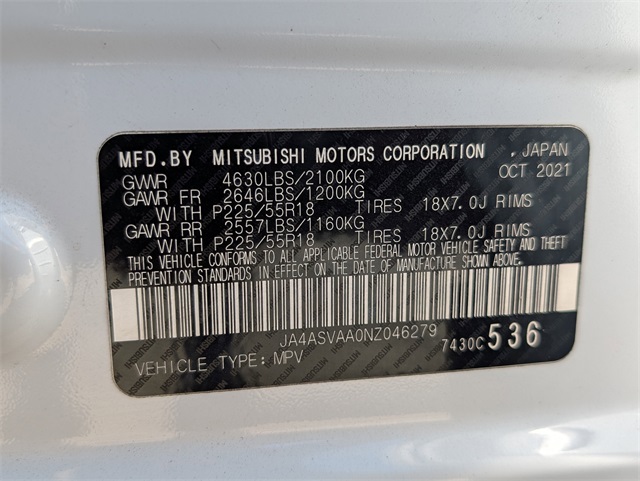 MFD.BY MITSUBISHI MOTORS CORPORATION , JAPAN
GVWR 4630LBS/2100KG OCT 2021
GAWR FR 2646LBS/1200KG
WITH P225/55R18 TIRES 18X7.0J RIMS
GAWR RR 2557LBS/1160KG
WITH P225/55R18 TIRES 18X7.0J RIMS
THIS VEHICLE CONFORMS TO ALL APPLICABLE FEDERAL MOTOR VEHICLE SAFETY AND THEFT
PREVENTION STANDARDS IN EFFECT ON THE DATE OF MANUFACTURE SHOWN ABOVE.
JA4ASVAA0NZ046279 7430C 536
VEHICLE TYPE: MPV